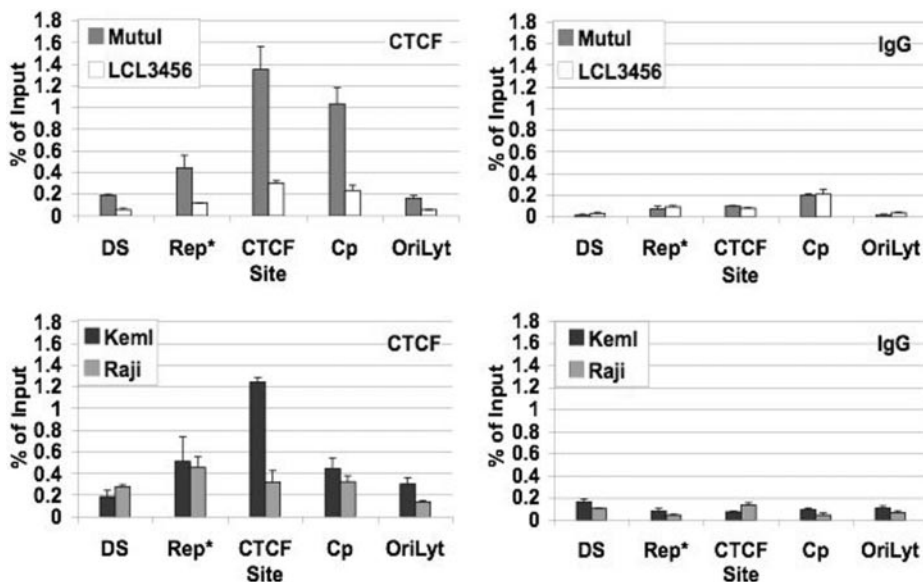 % of Input
1.8
1.6
1.4
1.2
1
0.8
0.6
0.4
0.2
0
MutuI
LCL3456
CTCF
DS Rep* CTCF Site Cp OriLyt
% of Input
1.8
1.6
1.4
1.2
1
0.8
0.6
0.4
0.2
0
MutuI
LCL3456
IgG
DS Rep* CTCF Site Cp OriLyt
% of Input
1.8
1.6
1.4
1.2
1
0.8
0.6
0.4
0.2
0
KemI
Raji
CTCF
DS Rep* CTCF Site Cp OriLyt
% of Input
1.8
1.6
1.4
1.2
1
0.8
0.6
0.4
0.2
0
KemI
Raji
IgG
DS Rep* CTCF Site Cp OriLyt